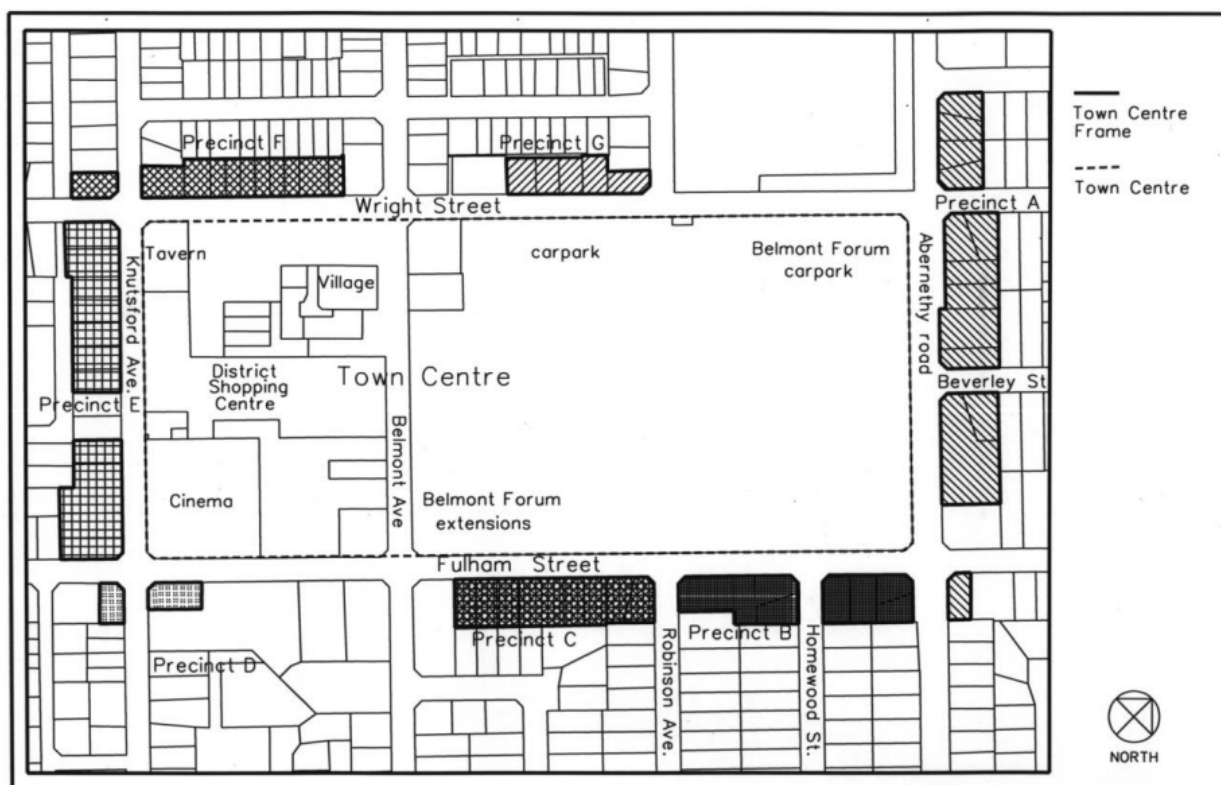 Town Centre
Frame
Town Centre
Precinct F
Precinct G
Wright Street
Precinct A
Tavern
carpark
Belmont Forum
carpark
Village
Knutsford Ave.
Abernethy road
District
Shopping
Centre
Town Centre
Beverley St
Precinct E
Belmont Ave
Cinema
Belmont Forum
extensions
Fulham Street
Precinct C
Precinct B
Precinct D
Robinson Ave.
Homewood St.
NORTH